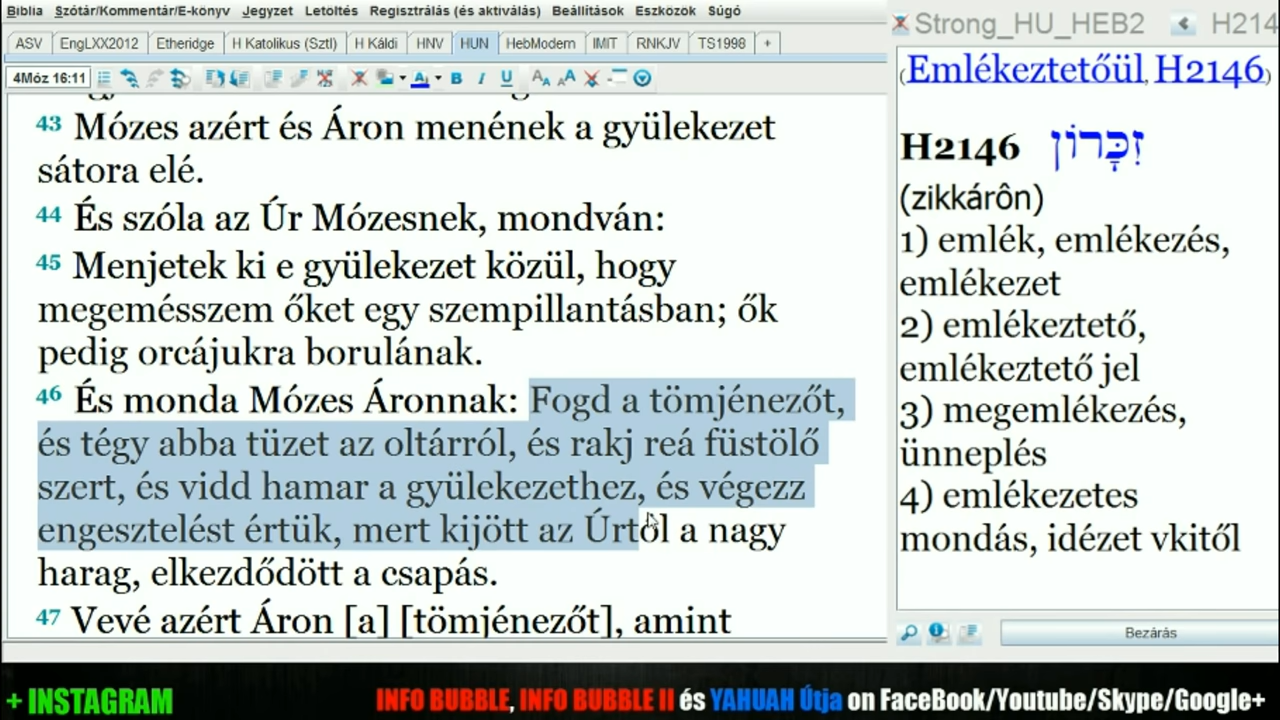 Biblia Szótár/Kommentár/E-könyv Jegyzet Letöltés Regisztrálás (és aktiválás) Beállítások Eszközök Súgó
ASV EngLXX2012 Etheridge H Katolikus (Sztl) H Káldi HNV HUN HebModern IMIT RNKJV TS1998 +
4Móz 16:11
43 Mózes azért és Áron menének a gyülekezet
sátora elé.
44 És szóla az Úr Mózesnek, mondván:
45 Menjetek ki e gyülekezet közül, hogy
megemésszem őket egy szempillantásban; ők
pedig orcájukra borulának.
46 És monda Mózes Áronnak: Fogd a tömjénezőt,
és tégy abba tüzet az oltárról, és rakj reá füstölő
szert, és vidd hamar a gyülekezethez, és végezz
engesztelést értük, mert kijött az Úrtól a nagy
harag, elkezdődött a csapás.
47 Vevé azért Áron [a] [tömjénezőt], amint
Strong_HU_HEB2 H214
(Emlékeztetőül, H2146)
H2146 זִכָּרוֹן
(zikkárôn)
1) emlék, emlékezés,
emlékezet
2) emlékeztető,
emlékeztető jel
3) megemlékezés,
ünneplés
4) emlékezetes
mondás, idézet vkitől
Bezárás
+ INSTAGRAM INFO BUBBLE, INFO BUBBLE II és YAHUAH Útja on FaceBook/Youtube/Skype/Google+